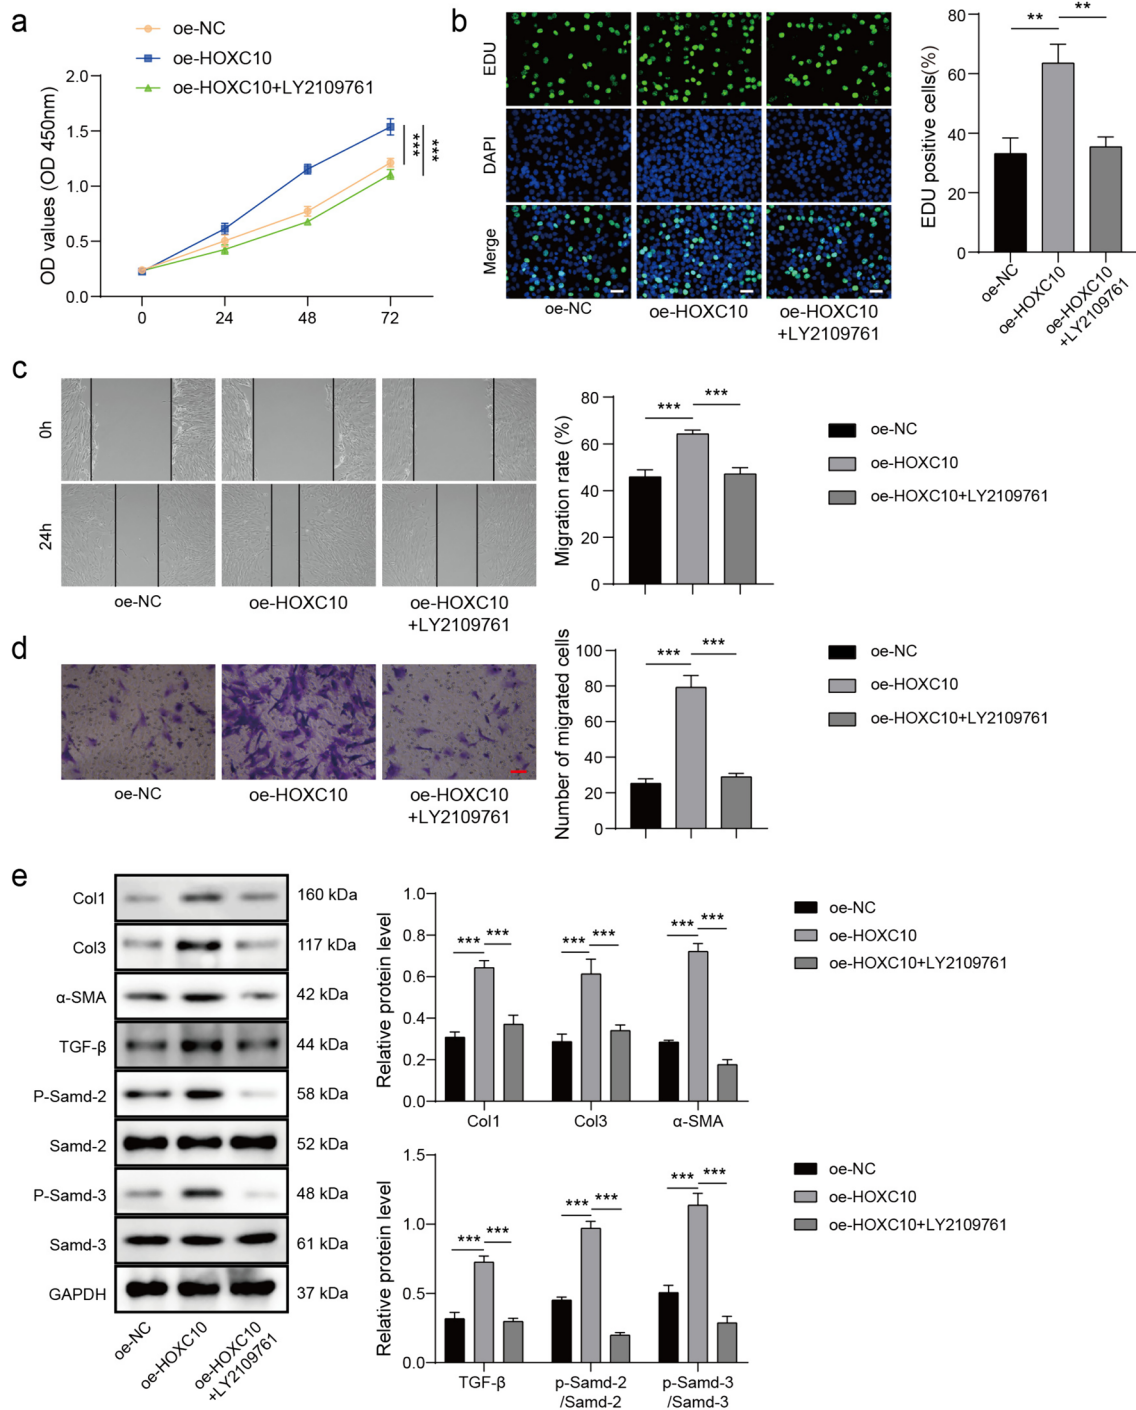 a
oe-NC
oe-HOXC10
oe-HOXC10+LY2109761
OD values (OD 450nm)
2.0
1.5
1.0
0.5
0.0
0 24 48 72
***
***
b
EDU
DAPI
Merge
oe-NC
oe-HOXC10
oe-HOXC10
+LY2109761
EDU positive cells(%)
80
60
40
20
0
** **
oe-NC
oe-HOXC10
oe-HOXC10
+LY2109761
c
0h
24h
oe-NC
oe-HOXC10
oe-HOXC10
+LY2109761
Migration rate (%)
80
60
40
20
0
*** ***
oe-NC
oe-HOXC10
oe-HOXC10+LY2109761
d
oe-NC
oe-HOXC10
oe-HOXC10
+LY2109761
Number of migrated cells
100
80
60
40
20
0
*** ***
oe-NC
oe-HOXC10
oe-HOXC10+LY2109761
e
Col1 160 kDa
Col3 117 kDa
α-SMA 42 kDa
TGF-β 44 kDa
P-Samd-2 58 kDa
Samd-2 52 kDa
P-Samd-3 48 kDa
Samd-3 61 kDa
GAPDH 37 kDa
oe-NC
oe-HOXC10
oe-HOXC10
+LY2109761
Relative protein level
1.0
0.8
0.6
0.4
0.2
0.0
*** *** *** *** *** ***
Col1 Col3 α-SMA
oe-NC
oe-HOXC10
oe-HOXC10+LY2109761
Relative protein level
1.5
1.0
0.5
0.0
*** *** *** *** *** ***
TGF-β p-Samd-2 p-Samd-3
/Samd-2 /Samd-3
oe-NC
oe-HOXC10
oe-HOXC10+LY2109761